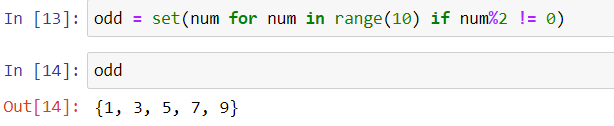 In [13]: odd = set(num for num in range(10) if num%2 != 0)
In [14]: odd
Out[14]: {1, 3, 5, 7, 9}